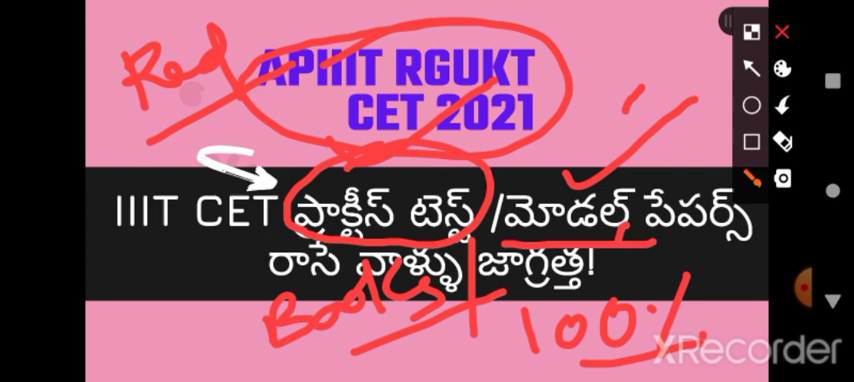 Red
APIIIT RGUKT
CET 2021
IIIT CET ప్రాక్టీస్ టెస్ట్ /మోడల్ పేపర్స్
రాసే వాళ్ళు జాగ్రత్త!
Books
100%
XRecorder